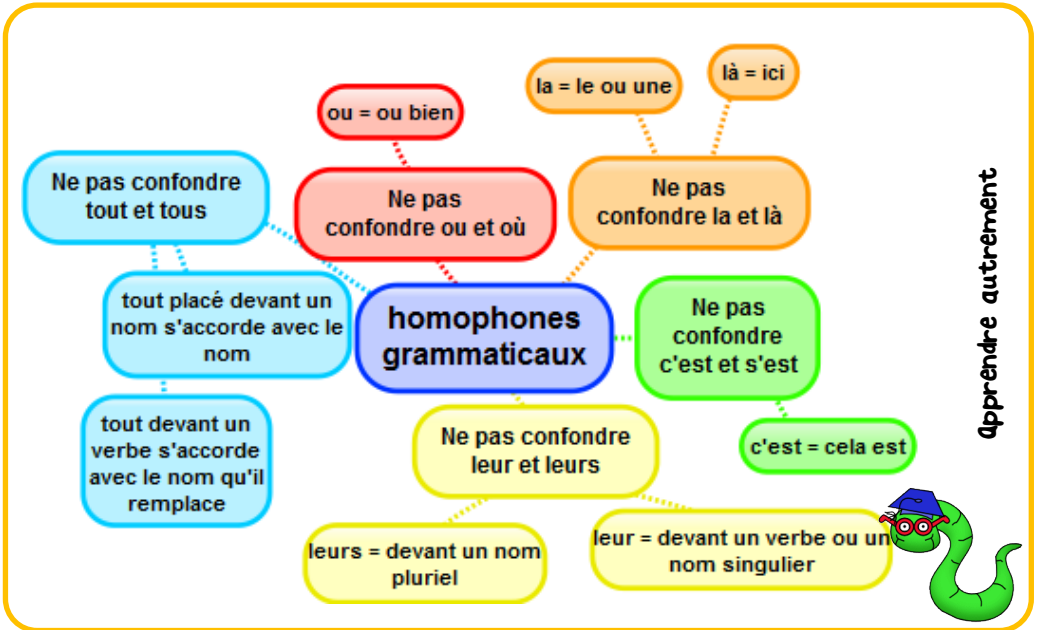 la = le ou une
là = ici
ou = ou bien
Ne pas confondre
tout et tous
Ne pas
confondre ou et où
Ne pas
confondre la et là
tout placé devant un
nom s'accorde avec le
nom
homophones
grammaticaux
Ne pas
confondre
c'est et s'est
tout devant un
verbe s'accorde
avec le nom qu'il
remplace
Ne pas confondre
leur et leurs
c'est = cela est
leurs = devant un nom
pluriel
leur = devant un verbe ou un
nom singulier
apprendre autrement